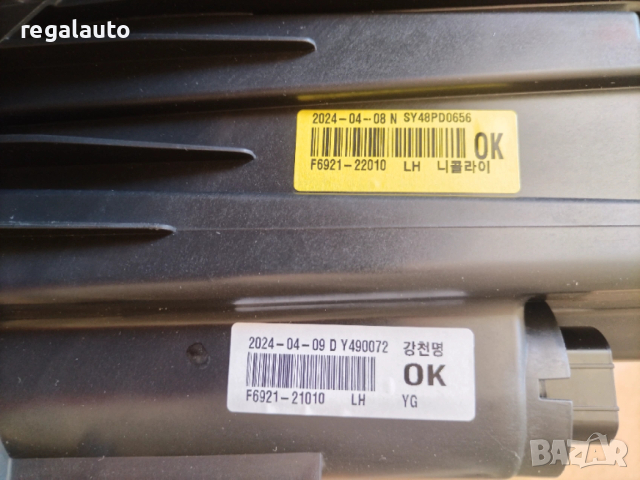 regalauto
2024-04-08 N SY48PD0656
OK
F6921-22010 LH 니콜라이
2024-04-09 D Y490072 강천명
OK
F6921-21010 LH YG
BAZAR
bg